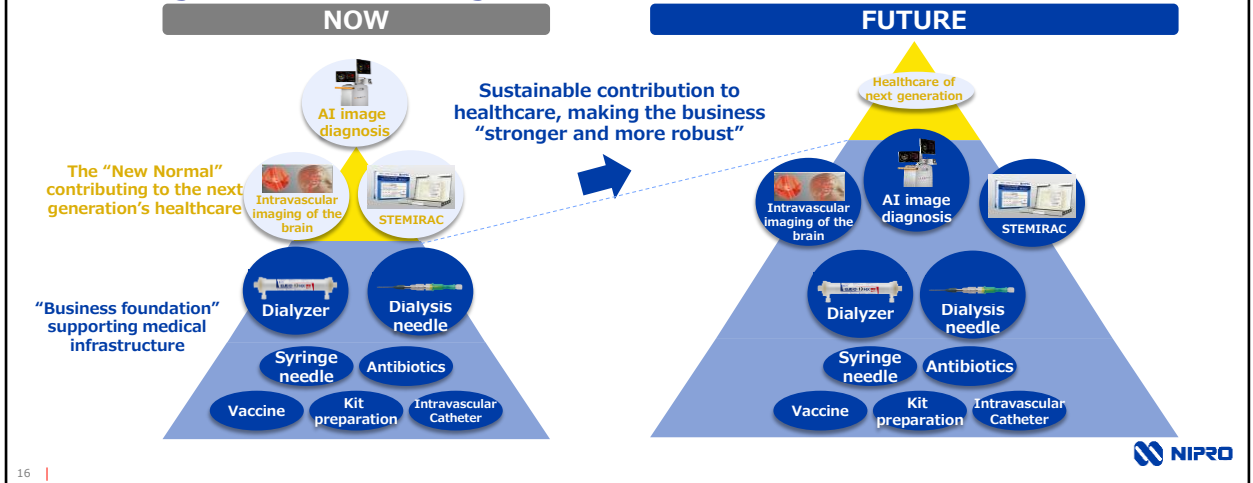 NOW
FUTURE
AI image
diagnosis
The “New Normal”
contributing to the next
generation’s healthcare
Intravascular
imaging of the
brain
STEMIRAC
“Business foundation”
supporting medical
infrastructure
Dialyzer
Dialysis
needle
Syringe
needle
Antibiotics
Vaccine
Kit
preparation
Intravascular
Catheter
Sustainable contribution to
healthcare, making the business
“stronger and more robust”
Healthcare of
next generation
Intravascular
imaging of the
brain
AI image
diagnosis
STEMIRAC
Dialyzer
Dialysis
needle
Syringe
needle
Antibiotics
Vaccine
Kit
preparation
Intravascular
Catheter
NIPRO
16